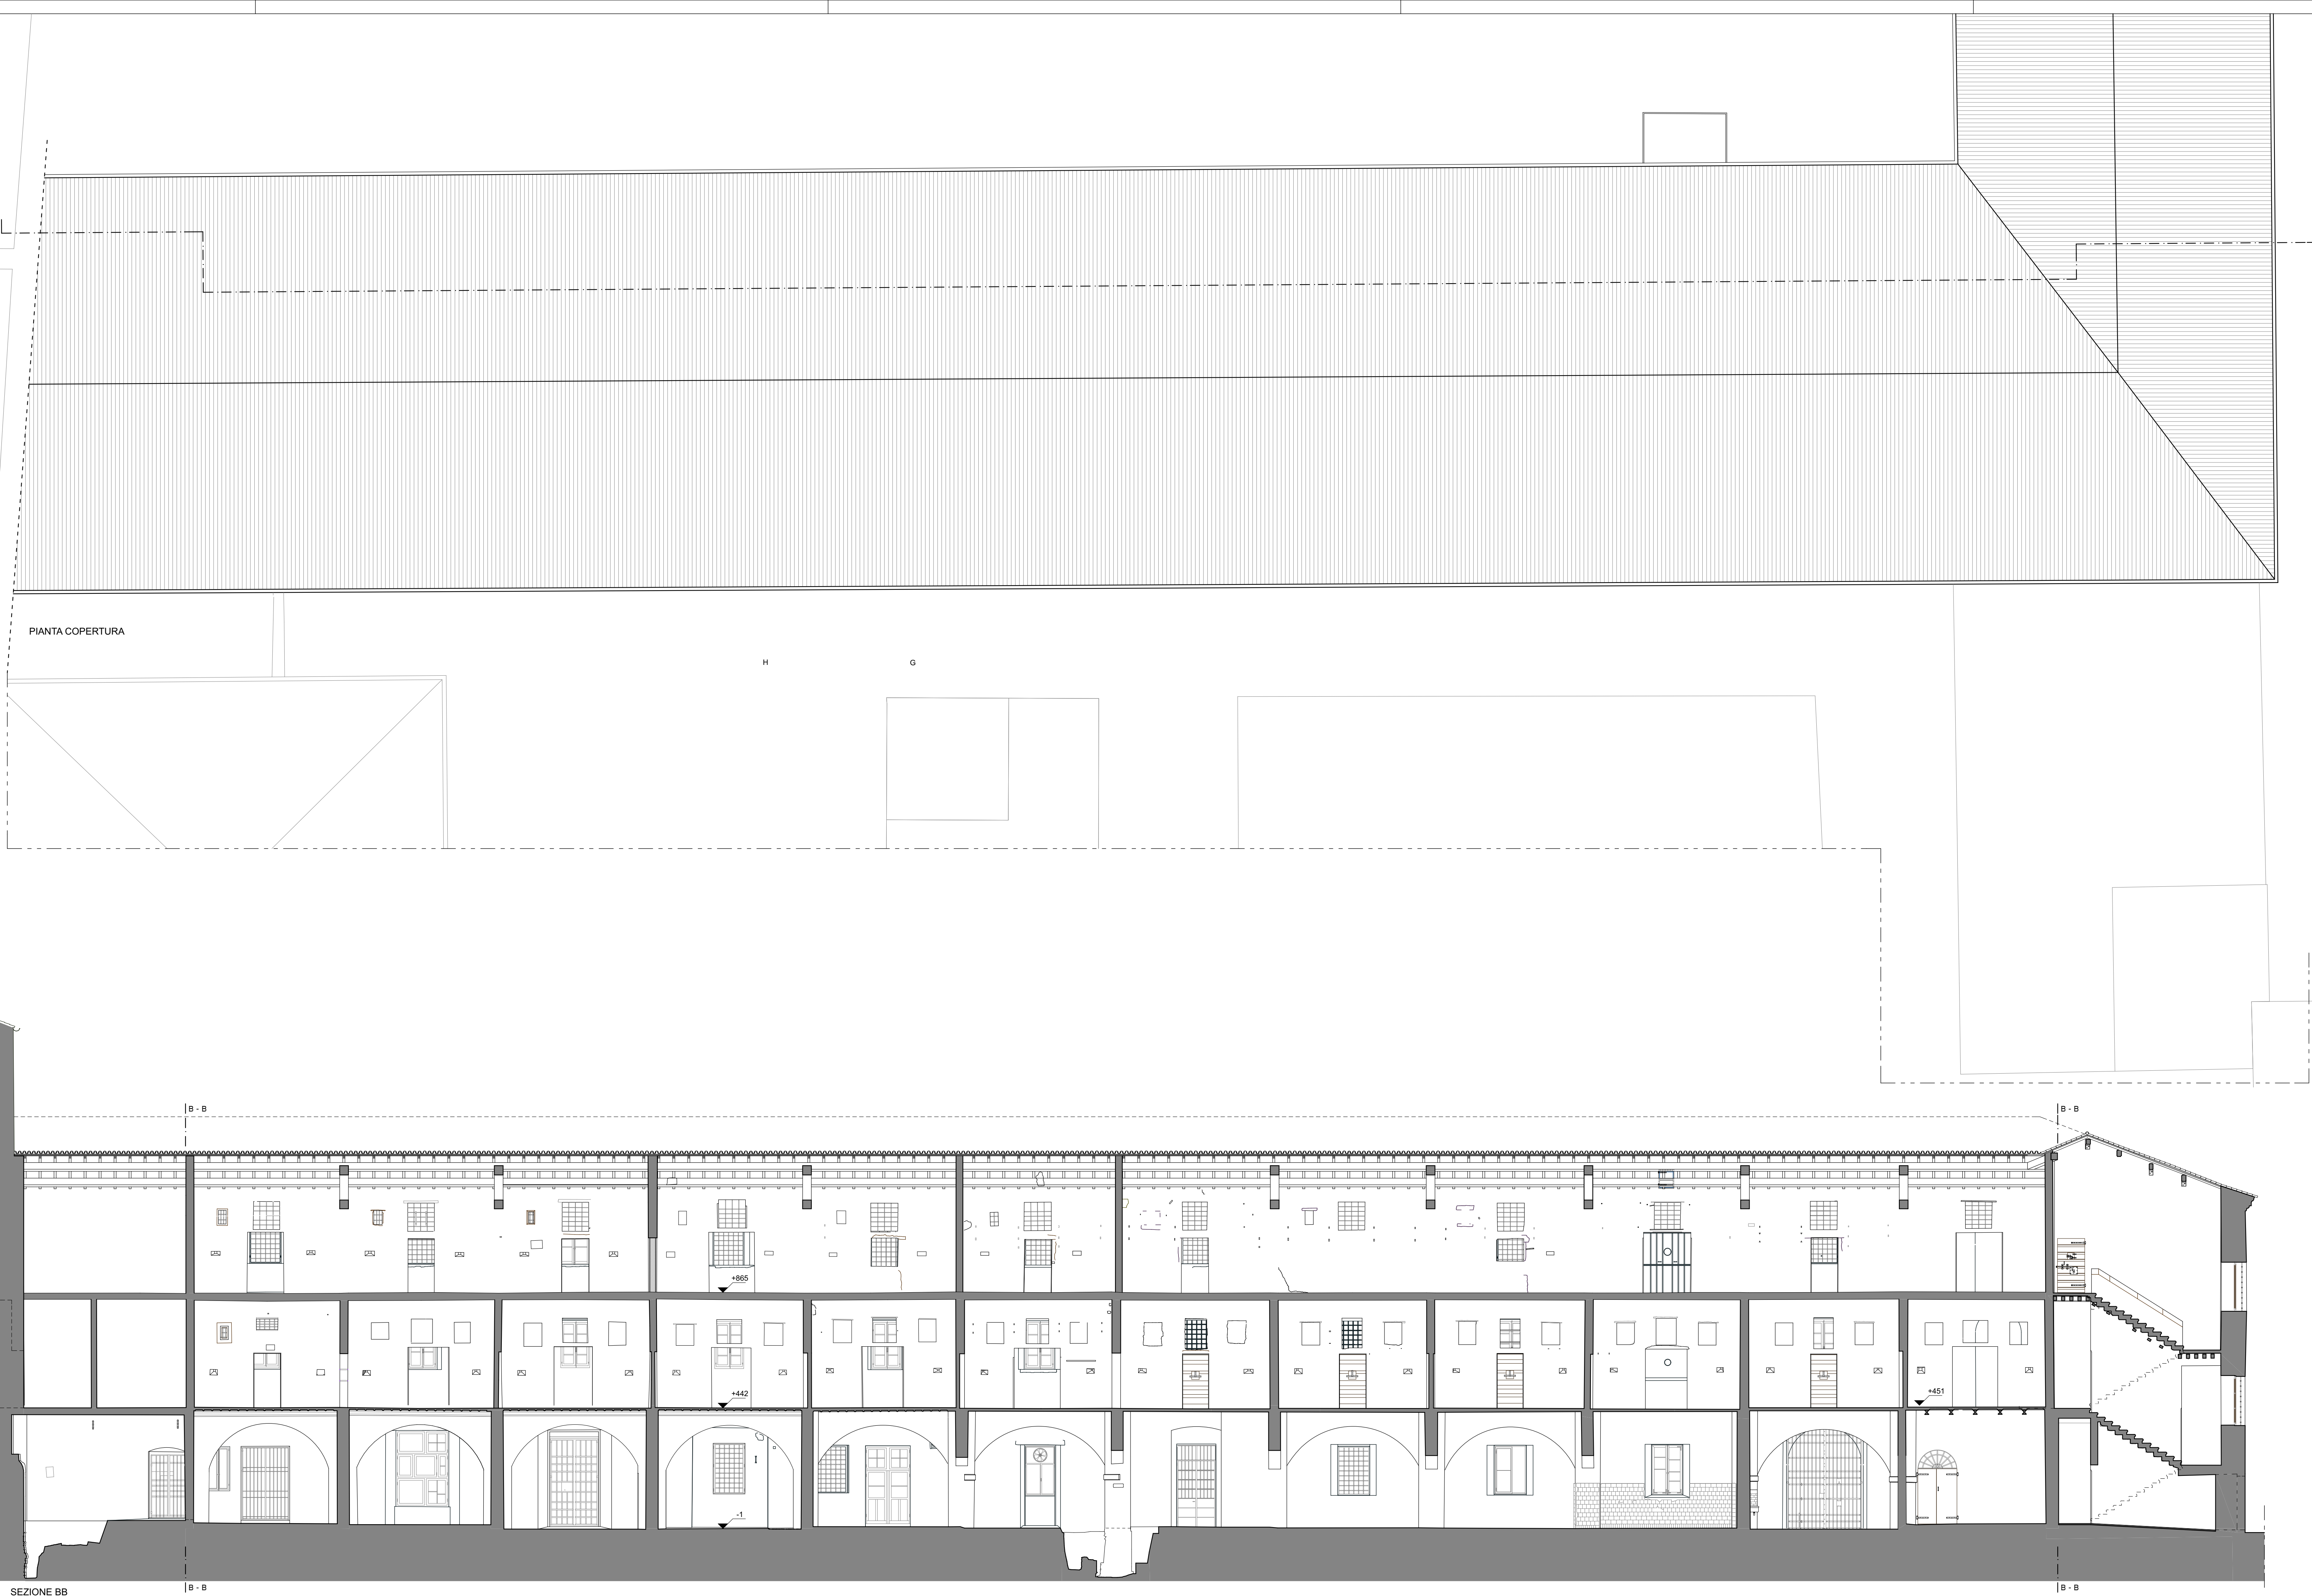 PIANTA COPERTURA
H G
B - B B - B
+865
+442
+451
-1
B - B B - B
SEZIONE BB